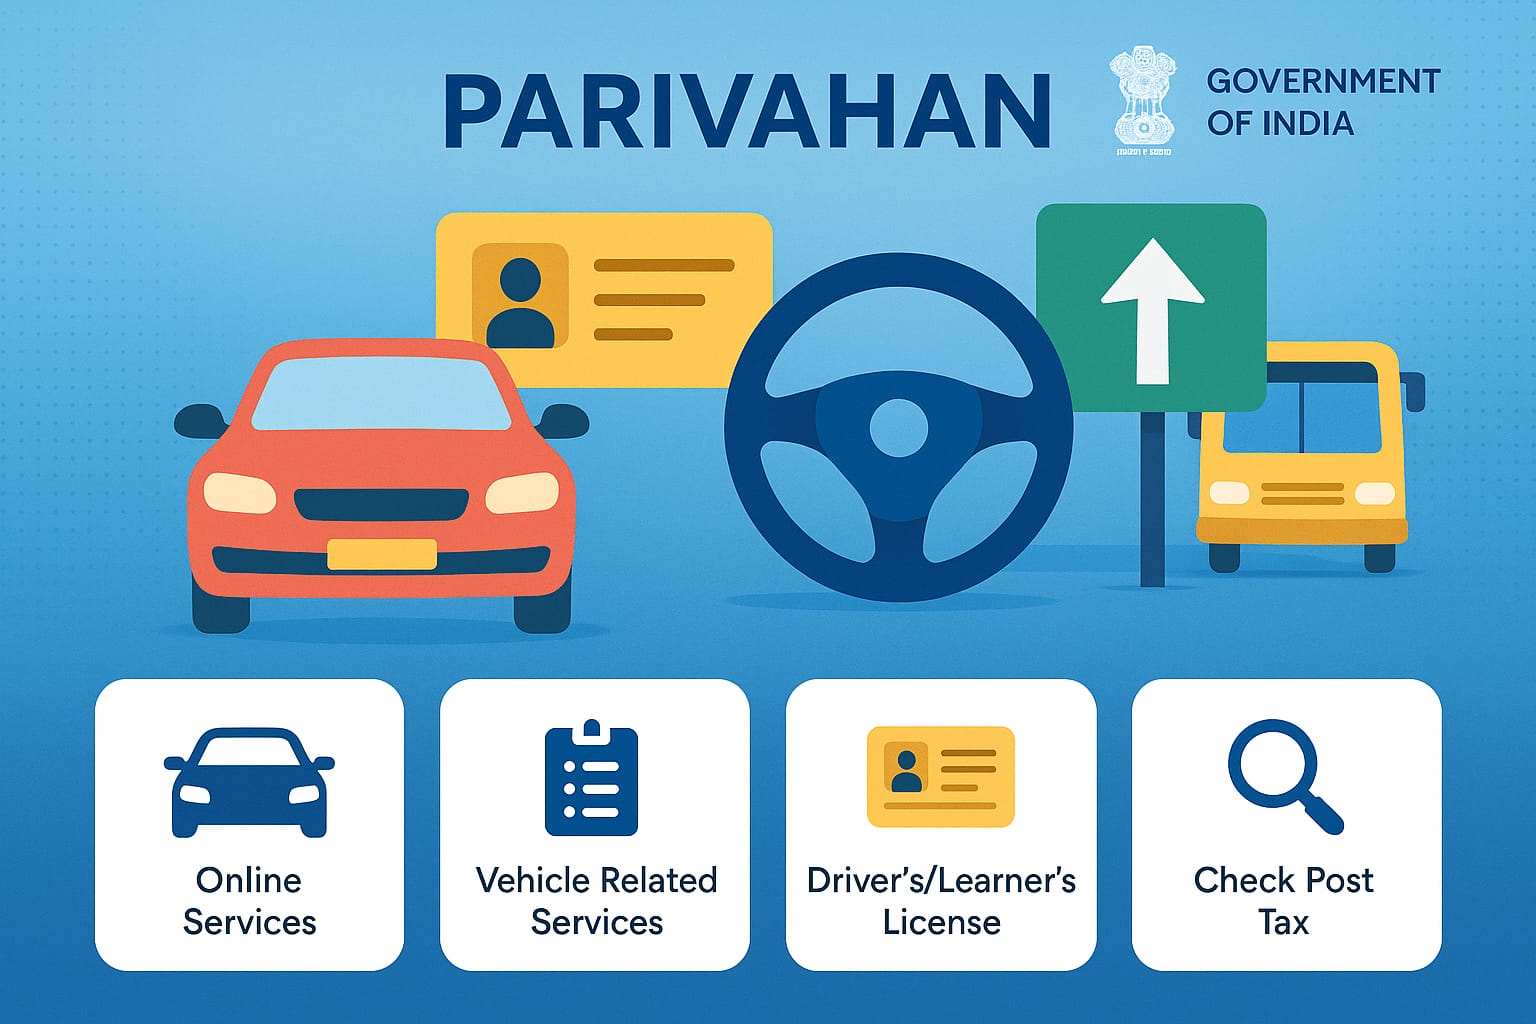 PARIVAHAN
GOVERNMENT
OF INDIA
Online
Services
Vehicle Related
Services
Driver's/Learner's
License
Check Post
Tax